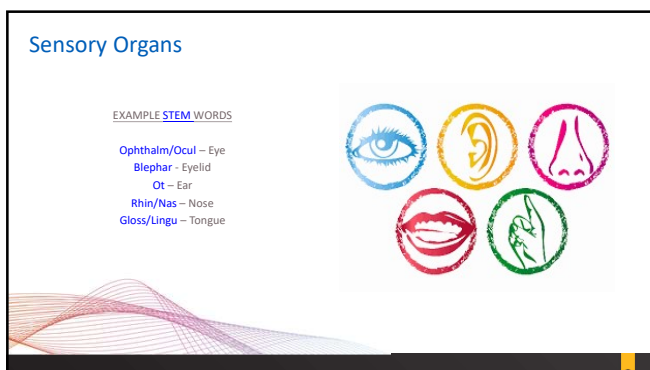 Sensory Organs
EXAMPLE STEM WORDS
Ophthalm/Ocul – Eye
Blephar - Eyelid
Ot – Ear
Rhin/Nas – Nose
Gloss/Lingu – Tongue